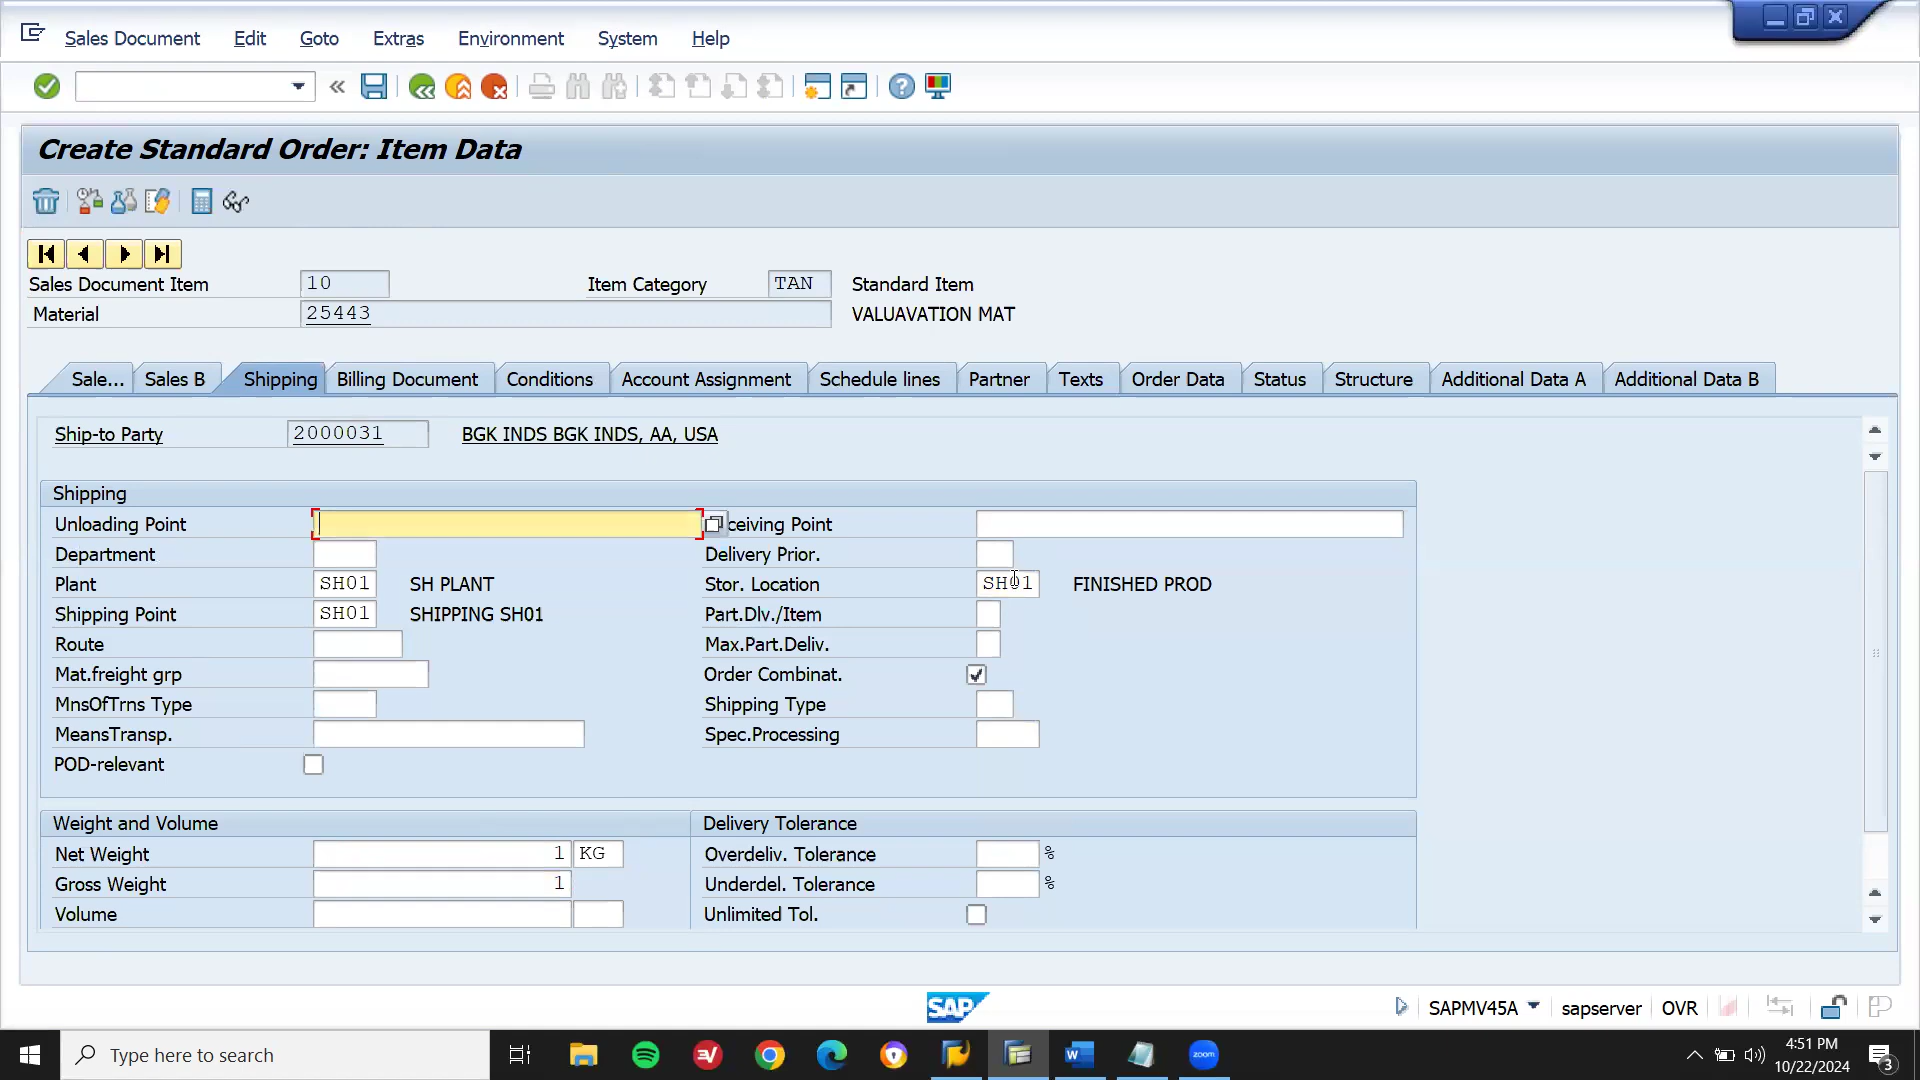 Sales Document Edit Goto Extras Environment System Help
Create Standard Order: Item Data
Sales Document Item 10 Item Category TAN Standard Item
Material 25443 VALUAVATION MAT
Sale... Sales B Shipping Billing Document Conditions Account Assignment Schedule lines Partner Texts Order Data Status Structure Additional Data A Additional Data B
Ship-to Party 2000031 BGK INDS BGK INDS, AA, USA
Shipping
Unloading Point ceiving Point
Department Delivery Prior.
Plant SH01 SH PLANT Stor. Location SH01 FINISHED PROD
Shipping Point SH01 SHIPPING SH01 Part.Dlv./Item
Route Max.Part.Deliv.
Mat.freight grp Order Combinat.
MnsOfTrns Type Shipping Type
MeansTransp. Spec.Processing
POD-relevant
Weight and Volume Delivery Tolerance
Net Weight 1 KG Overdeliv. Tolerance %
Gross Weight 1 Underdel. Tolerance %
Volume Unlimited Tol.
SAP SAPMV45A sapserver OVR
Type here to search zoom 4:51 PM
10/22/2024 3